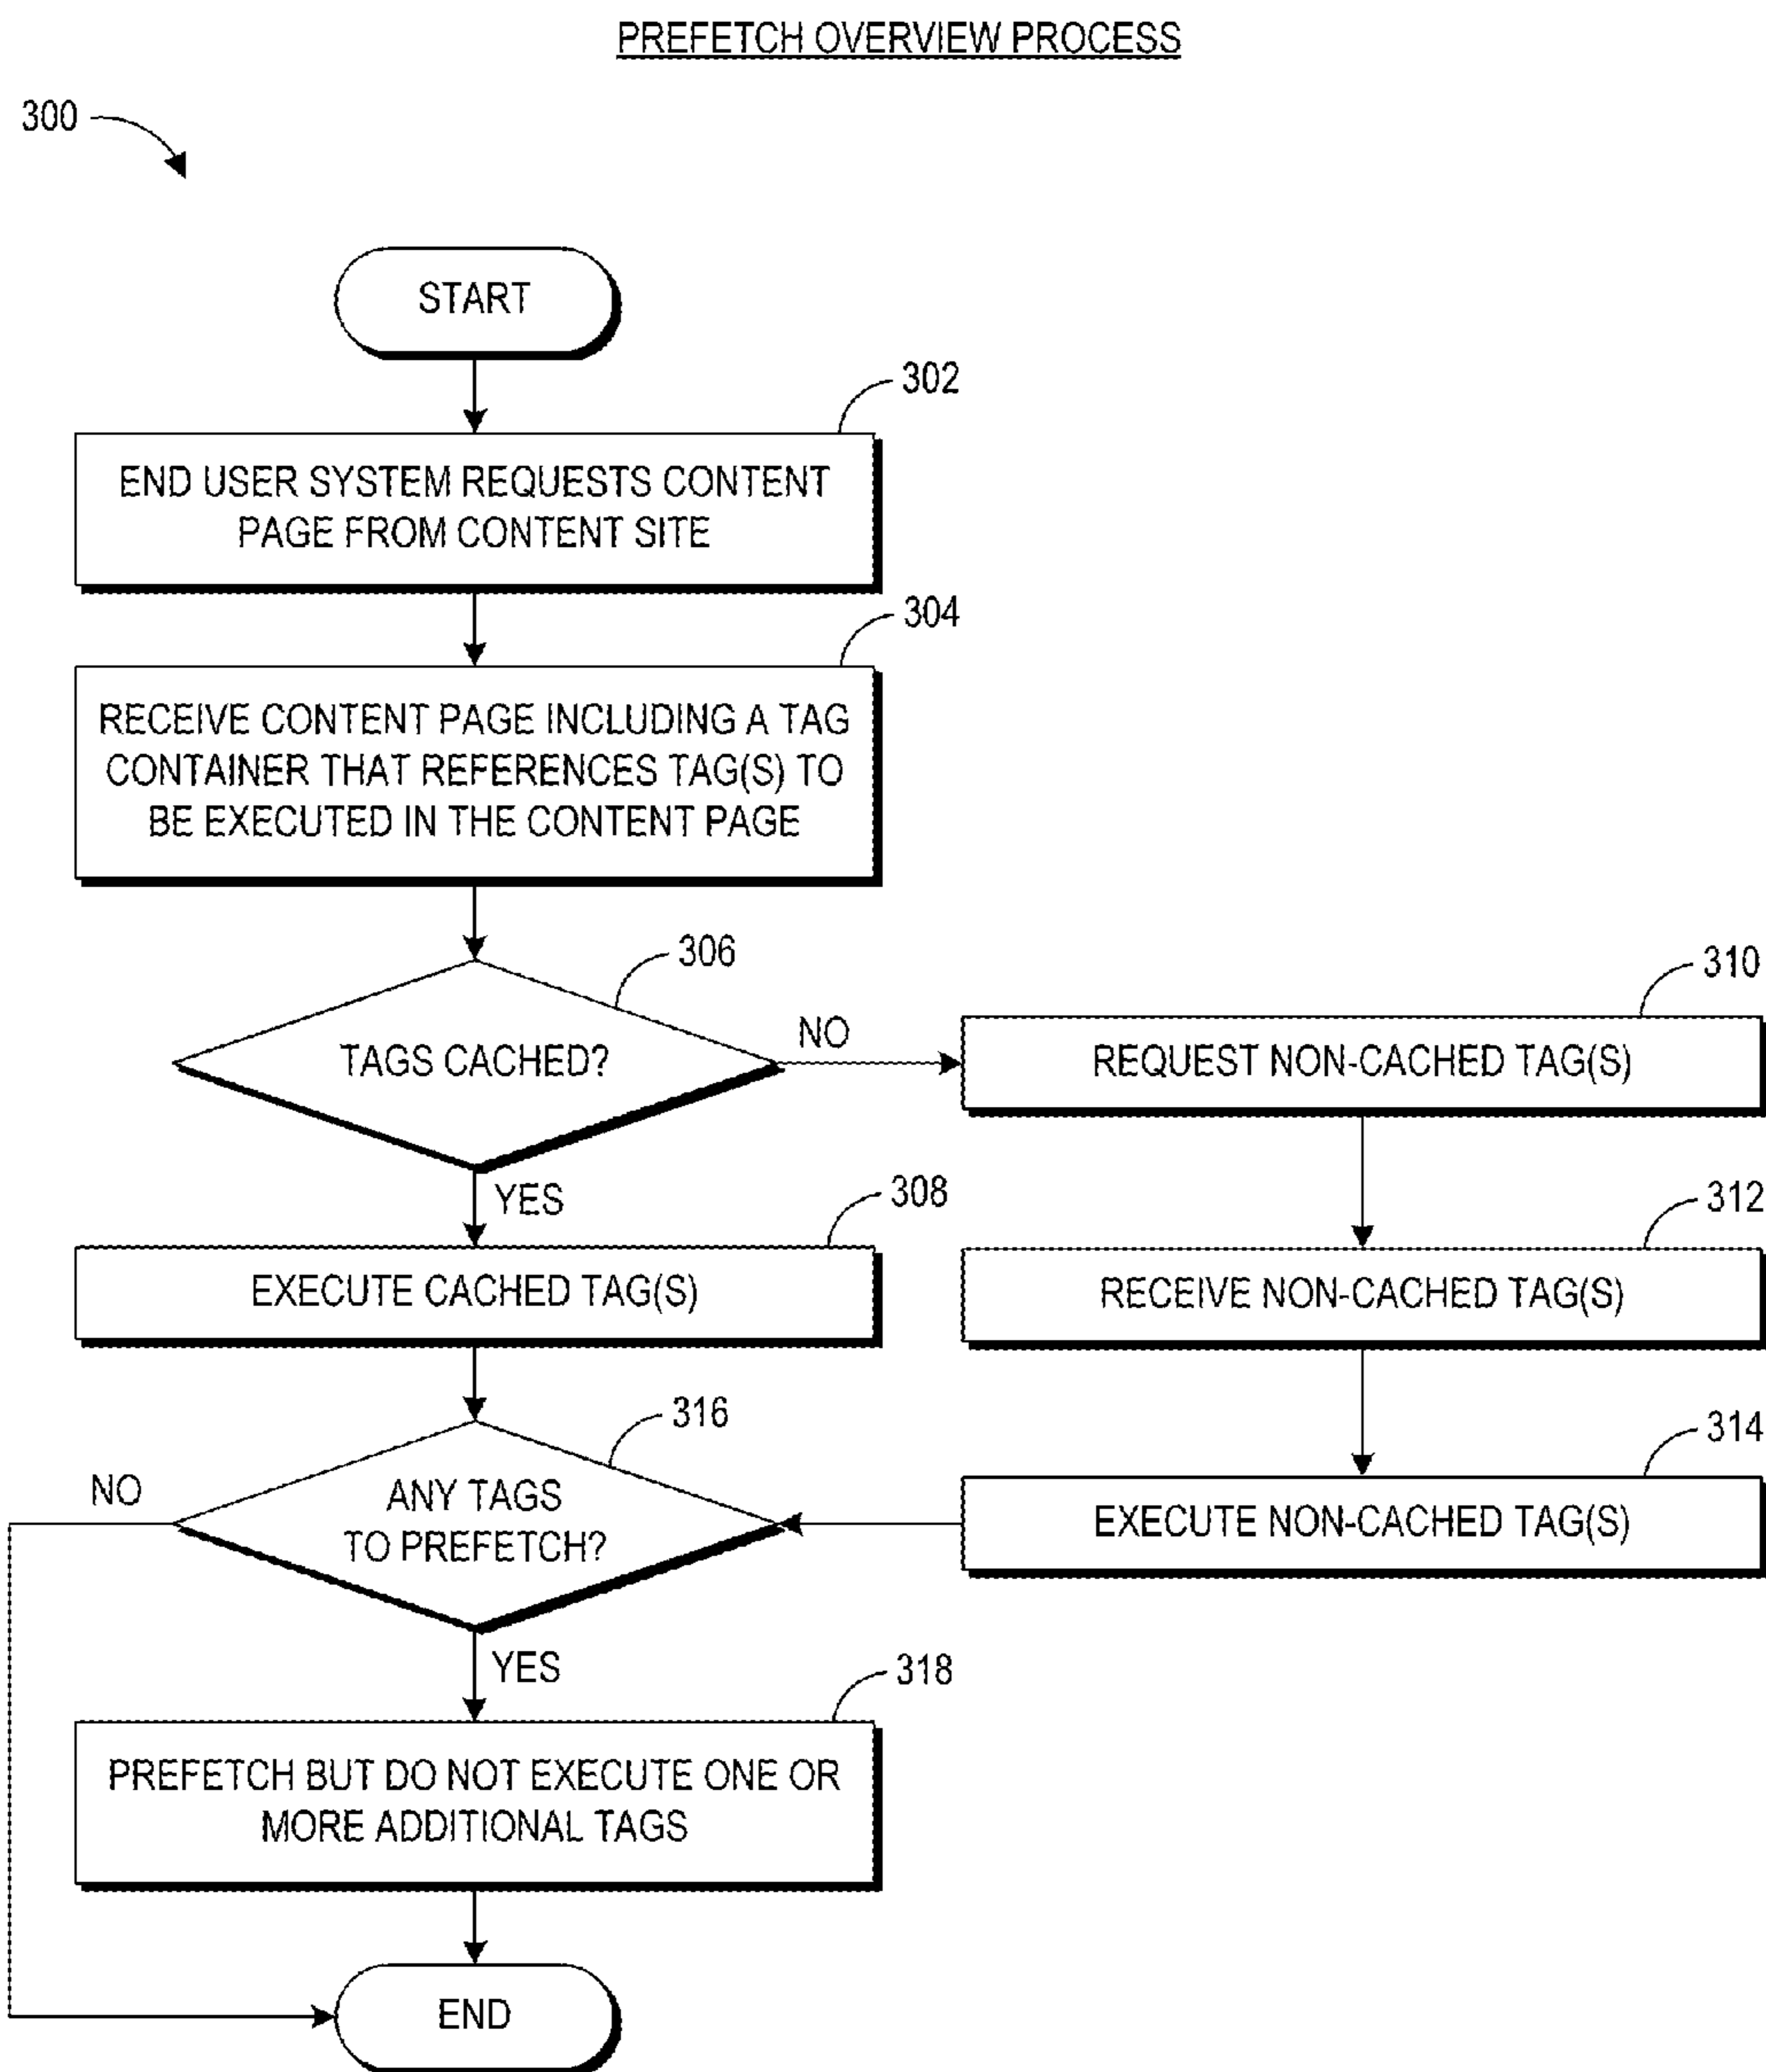 PREFETCH OVERVIEW PROCESS
300
START
302
END USER SYSTEM REQUESTS CONTENT
PAGE FROM CONTENT SITE
304
RECEIVE CONTENT PAGE INCLUDING A TAG
CONTAINER THAT REFERENCES TAG(S) TO
BE EXECUTED IN THE CONTENT PAGE
306
TAGS CACHED?
NO
310
REQUEST NON-CACHED TAG(S)
YES
308
EXECUTE CACHED TAG(S)
312
RECEIVE NON-CACHED TAG(S)
316
ANY TAGS
TO PREFETCH?
NO
314
EXECUTE NON-CACHED TAG(S)
YES
318
PREFETCH BUT DO NOT EXECUTE ONE OR
MORE ADDITIONAL TAGS
END